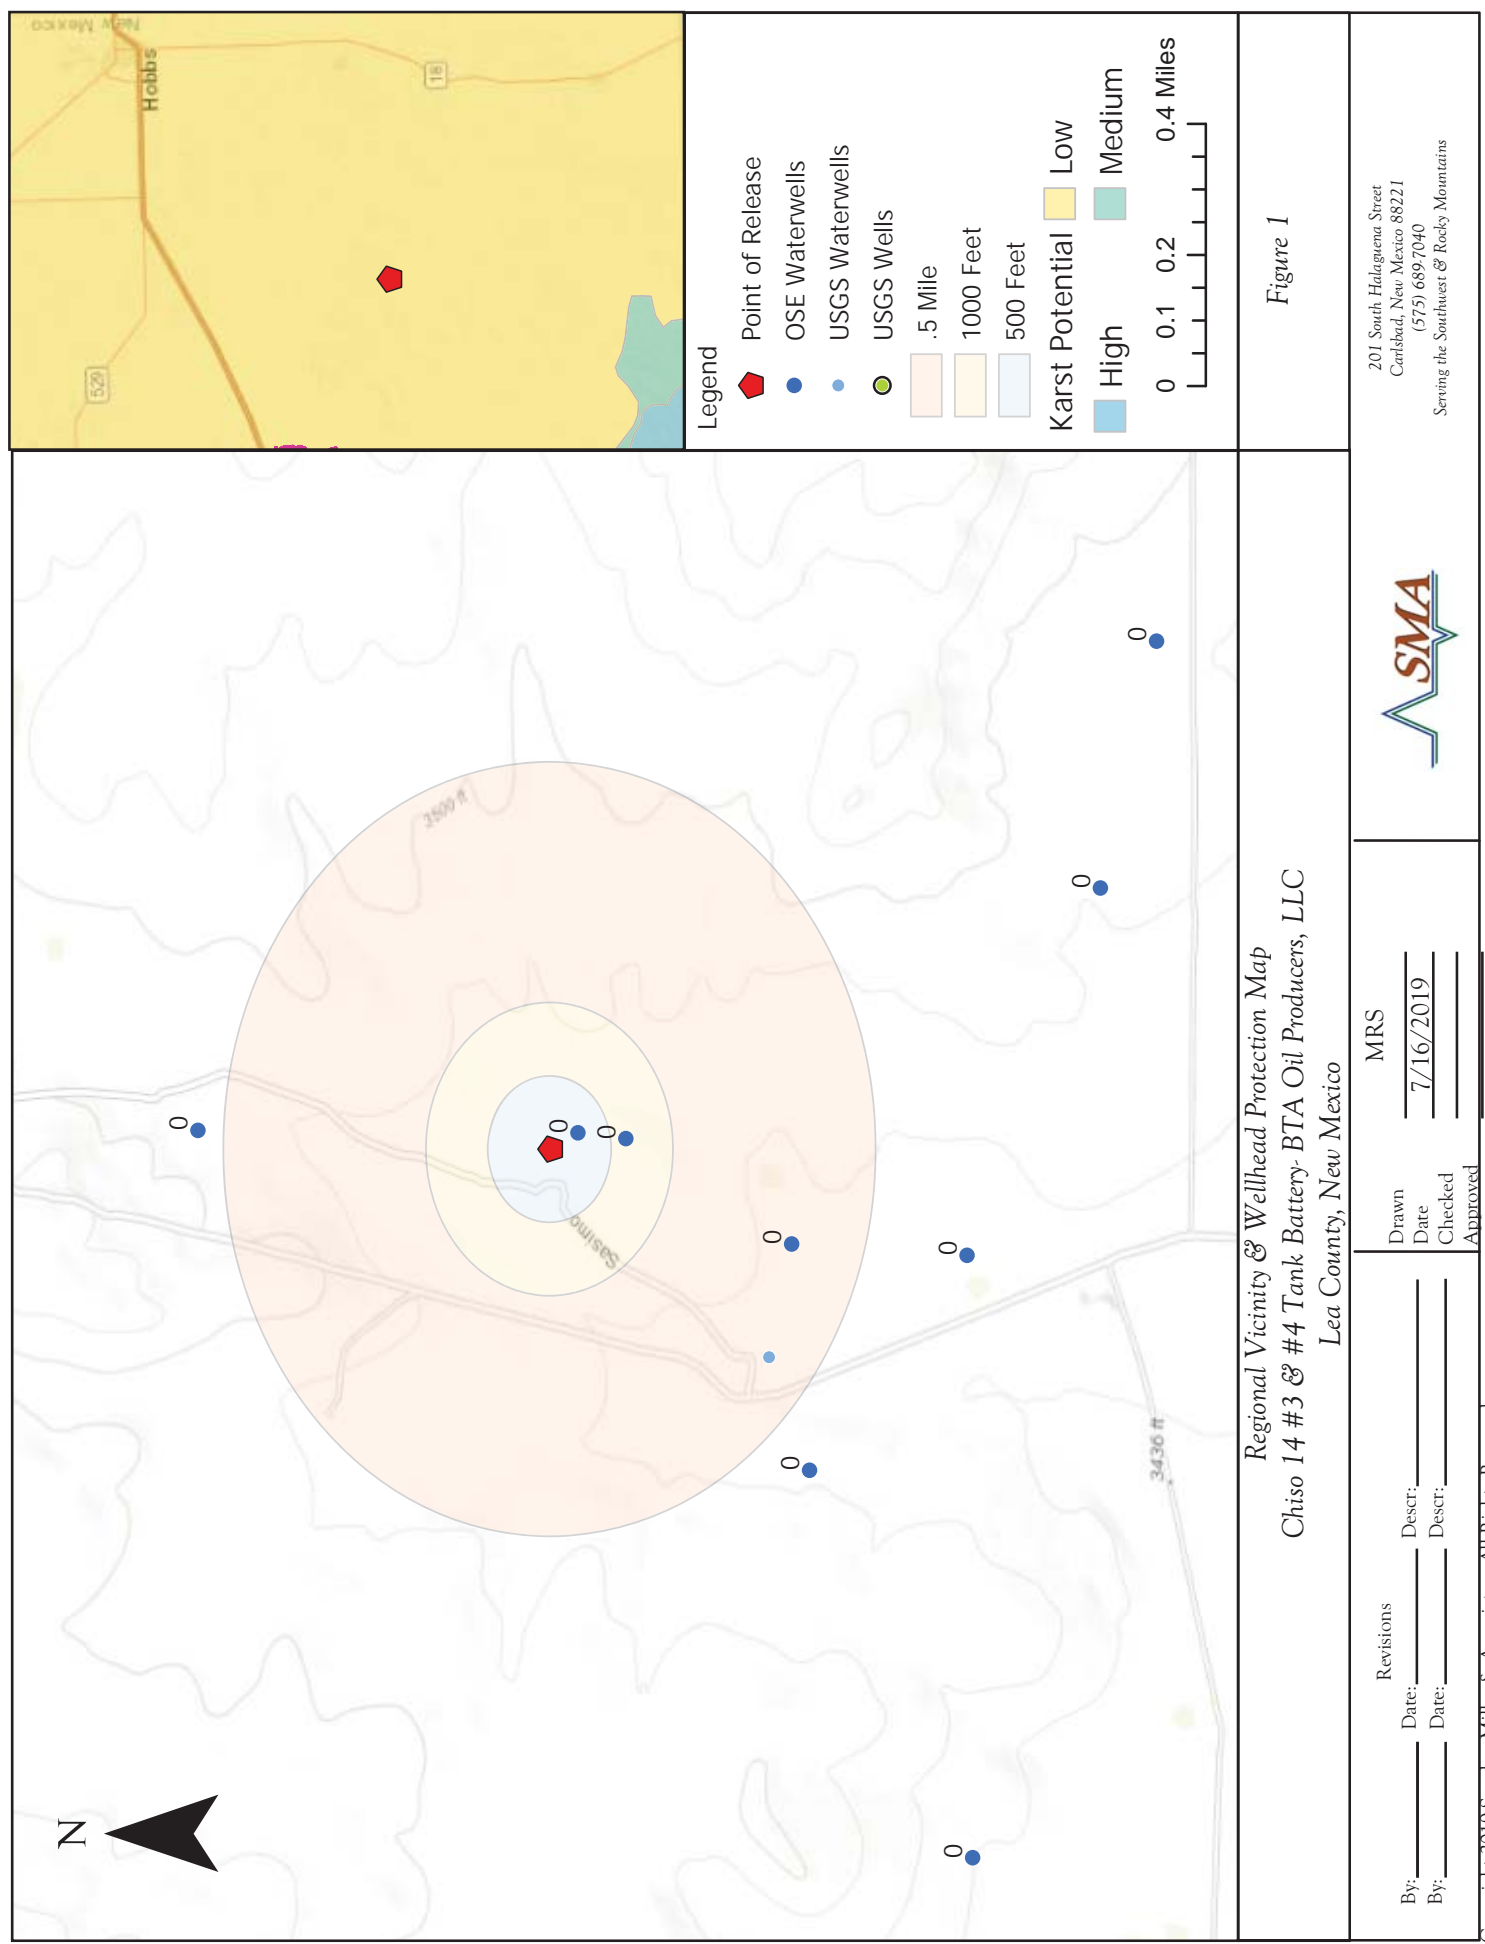 N
3500 ft
Sasimo
3436 ft
0
0
0
0
0
0
0
0
0
New Mexico
Hobbs
529
18
Legend
Point of Release
OSE Waterwells
USGS Waterwells
USGS Wells
.5 Mile
1000 Feet
500 Feet
Karst Potential
Low
High
Medium
0 0.1 0.2 0.4 Miles
Regional Vicinity & Wellhead Protection Map
Chiso 14 #3 & #4 Tank Battery- BTA Oil Producers, LLC
Lea County, New Mexico
Figure 1
Revisions
By: Date: Descr:
By: Date: Descr:
Drawn MRS
Date 7/16/2019
Checked
Approved
SMA
201 South Halaguena Street
Carlsbad, New Mexico 88221
(575) 689-7040
Serving the Southwest & Rocky Mountains